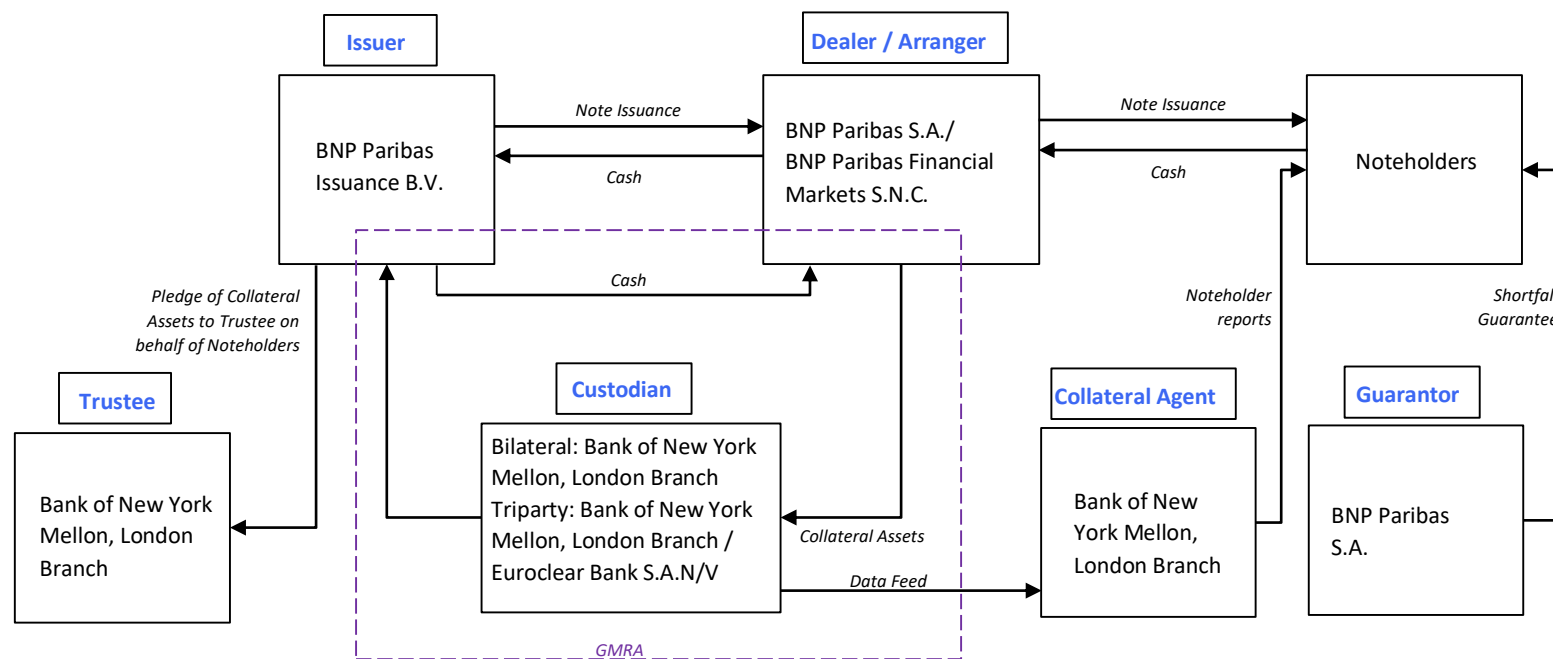 Issuer
Dealer / Arranger
BNP Paribas
Issuance B.V.
Note Issuance
Cash
BNP Paribas S.A./
BNP Paribas Financial
Markets S.N.C.
Note Issuance
Cash
Noteholders
Cash
Pledge of Collateral
Assets to Trustee on
behalf of Noteholders
Noteholder
reports
Shortfal
Guarantee
Trustee
Bank of New York
Mellon, London
Branch
Custodian
Bilateral: Bank of New York
Mellon, London Branch
Triparty: Bank of New York
Mellon, London Branch /
Euroclear Bank S.A.N/V
Collateral Assets
Data Feed
Collateral Agent
Bank of New
York Mellon,
London Branch
Guarantor
BNP Paribas
S.A.
GMRA